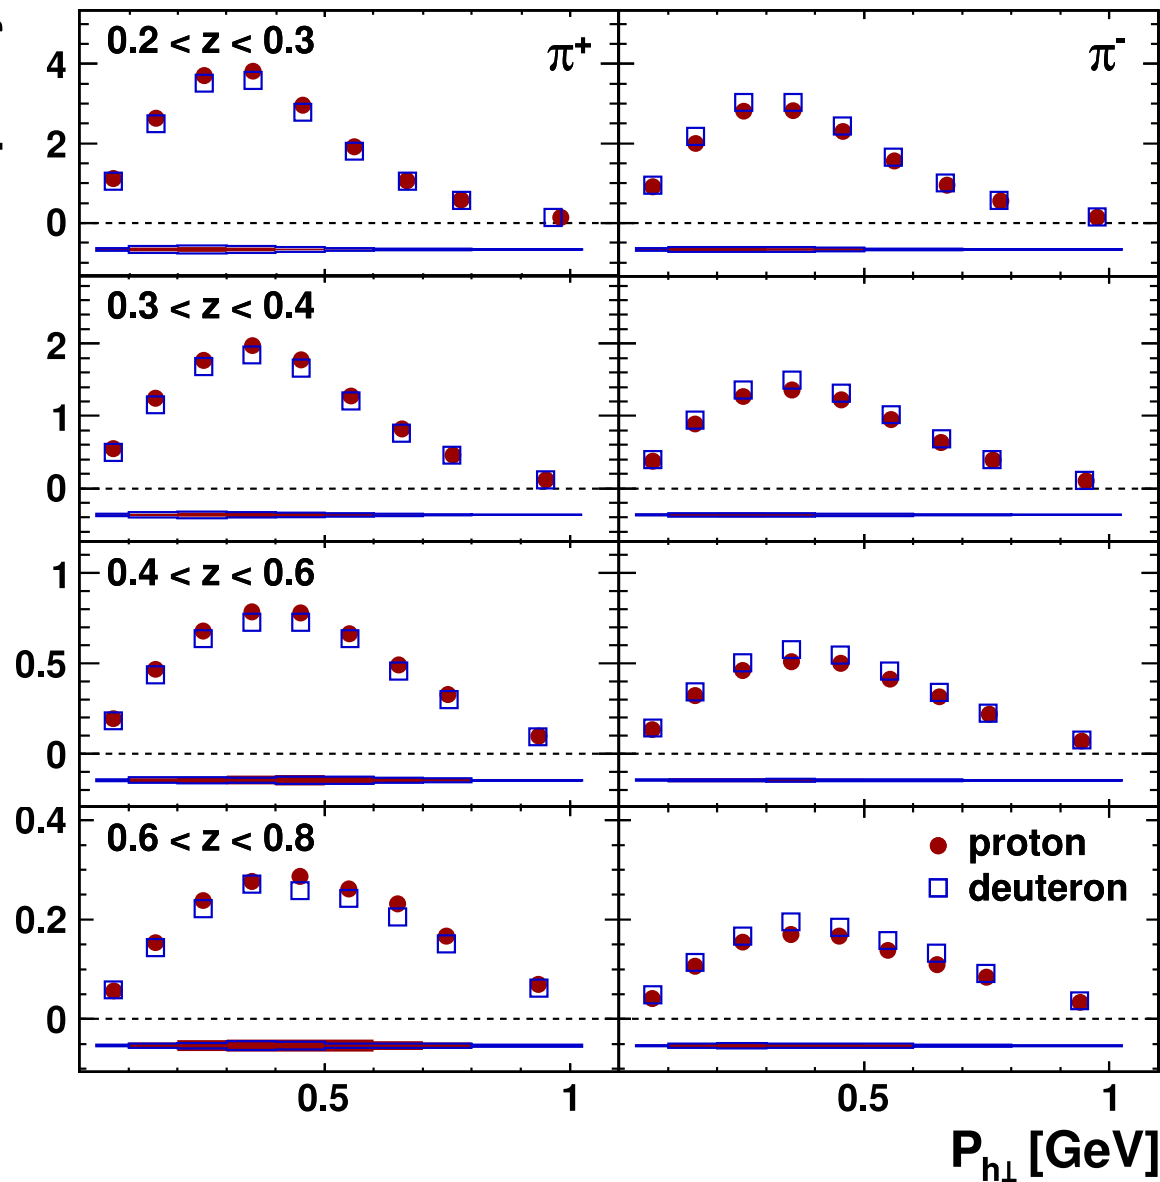 0.2 < z < 0.3
π+
π-
4
2
0
0.3 < z < 0.4
2
1
0
0.4 < z < 0.6
1
0.5
0
0.6 < z < 0.8
0.4
0.2
0
proton
deuteron
0.5 1 0.5 1
Ph⊥ [GeV]